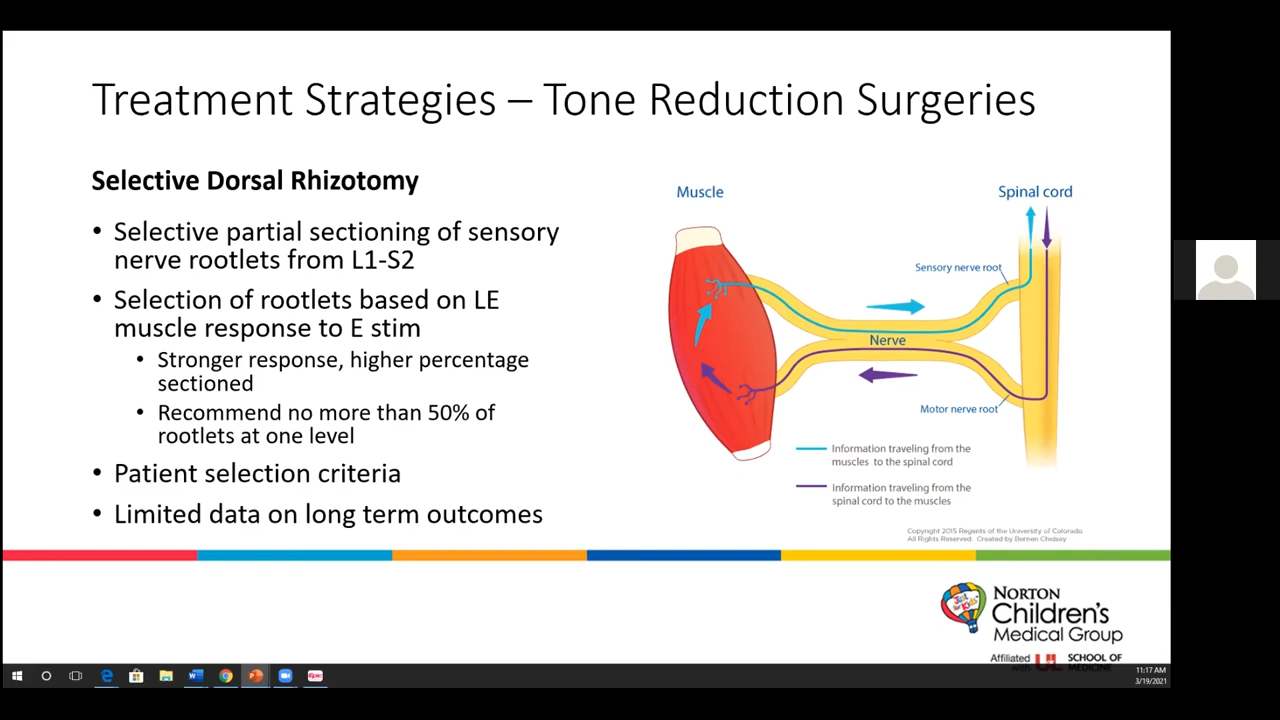 Treatment Strategies – Tone Reduction Surgeries
Selective Dorsal Rhizotomy
• Selective partial sectioning of sensory
nerve rootlets from L1-S2
• Selection of rootlets based on LE
muscle response to E stim
• Stronger response, higher percentage
sectioned
• Recommend no more than 50% of
rootlets at one level
• Patient selection criteria
• Limited data on long term outcomes
Muscle
Spinal cord
Sensory nerve root
Nerve
Motor nerve root
Information traveling from the
muscles to the spinal cord
Information traveling from the
spinal cord to the muscles
Copyright 2015 Regents of the University of Colorado
All Rights Reserved. Created by Bernen Chidsey
Just
for Kids
NORTON
Children's
Medical Group
Affiliated
SCHOOL OF
11:17 AM
3/19/2021